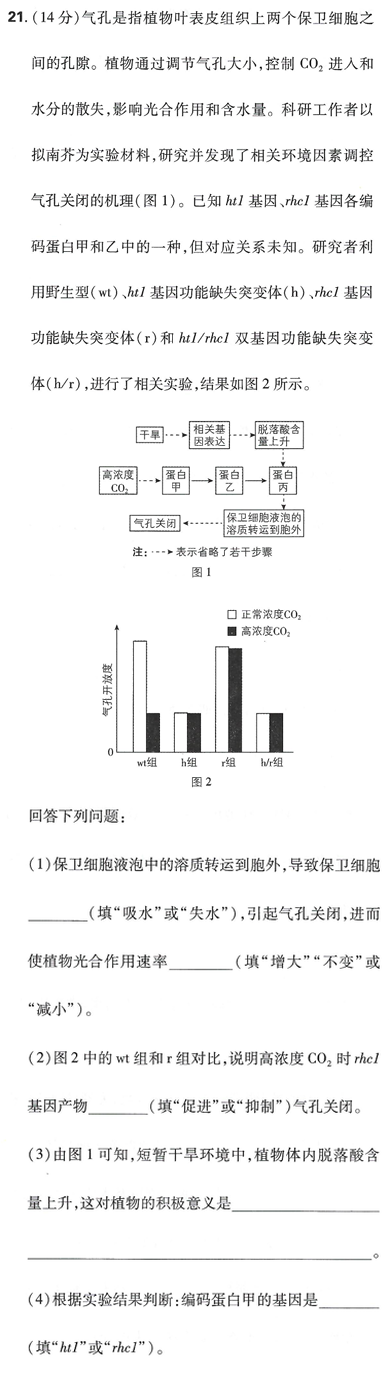 21.(14分)气孔是指植物叶表皮组织上两个保卫细胞之
间的孔隙。植物通过调节气孔大小,控制CO₂进入和
水分的散失,影响光合作用和含水量。科研工作者以
拟南芥为实验材料,研究并发现了相关环境因素调控
气孔关闭的机理(图1)。已知ht1基因、rhc1基因各编
码蛋白甲和乙中的一种,但对应关系未知。研究者利
用野生型(wt)、ht1基因功能缺失突变体(h)、rhc1基因
功能缺失突变体(r)和ht1/rhc1双基因功能缺失突变
体(h/r),进行了相关实验,结果如图2所示。
干旱
相关基因表达
脱落酸含量上升
高浓度CO₂
蛋白甲
蛋白乙
蛋白丙
气孔关闭
保卫细胞液泡的溶质转运到胞外
注:⇢表示省略了若干步骤
图1
□正常浓度CO₂
■高浓度CO₂
气孔开放度
0
wt组 h组 r组 h/r组
图2
回答下列问题:
(1)保卫细胞液泡中的溶质转运到胞外,导致保卫细胞
______(填“吸水”或“失水”),引起气孔关闭,进而
使植物光合作用速率______(填“增大”“不变”或
“减小”)。
(2)图2中的wt组和r组对比,说明高浓度CO₂时rhc1
基因产物______(填“促进”或“抑制”)气孔关闭。
(3)由图1可知,短暂干旱环境中,植物体内脱落酸含
量上升,这对植物的积极意义是______
______。
(4)根据实验结果判断:编码蛋白甲的基因是______
(填“ht1”或“rhc1”)。